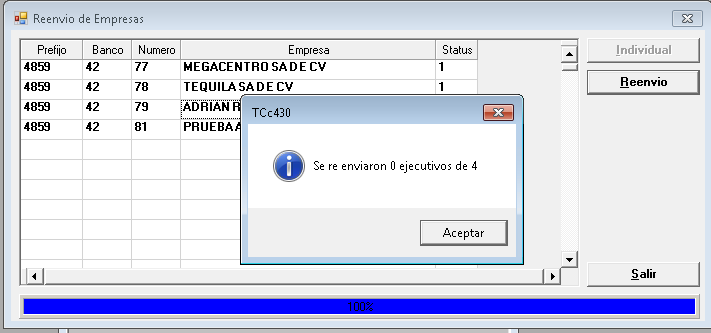 Reenvio de Empresas
Prefijo Banco Numero Empresa Status
4859 42 77 MEGACENTRO SA DE CV 1
4859 42 78 TEQUILA SA DE CV 1
4859 42 79 ADRIAN R
4859 42 81 PRUEBA A
Individual
Reenvio
TCc430
Se re enviaron 0 ejecutivos de 4
Aceptar
Salir
100%